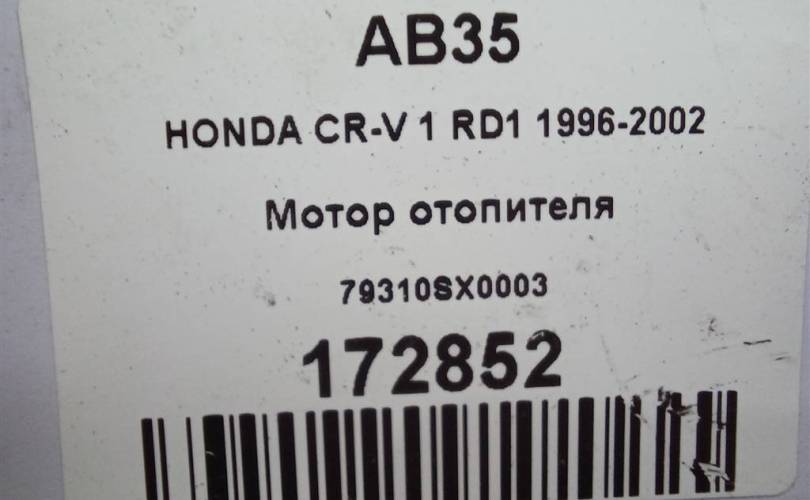 AB35
HONDA CR-V 1 RD1 1996-2002
Мотор отопителя
79310SX0003
172852